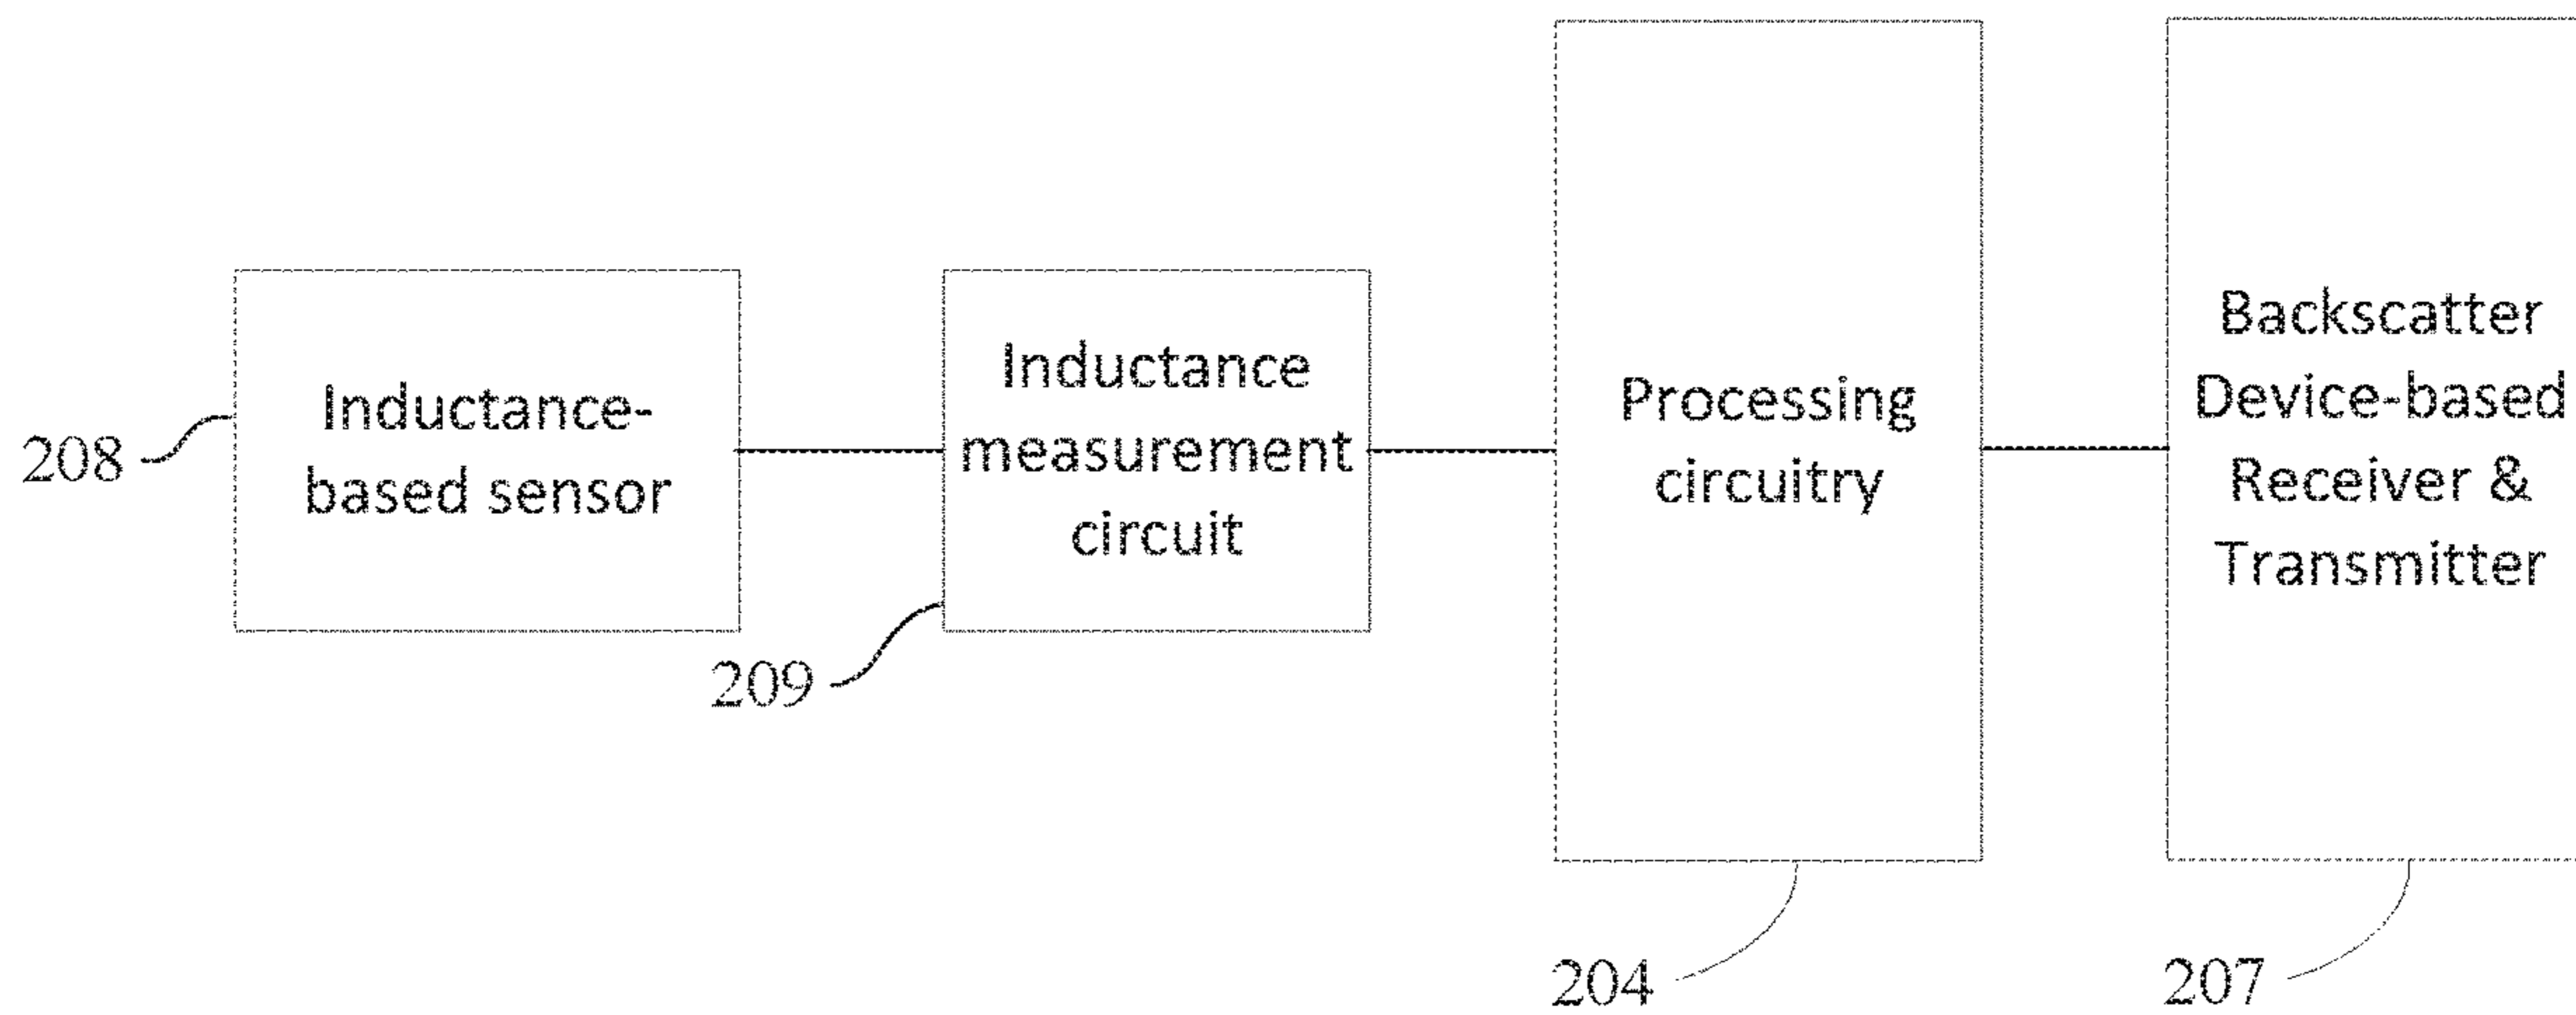 208
Inductance-
based sensor
209
Inductance
measurement
circuit
Processing
circuitry
204
Backscatter
Device-based
Receiver &
Transmitter
207